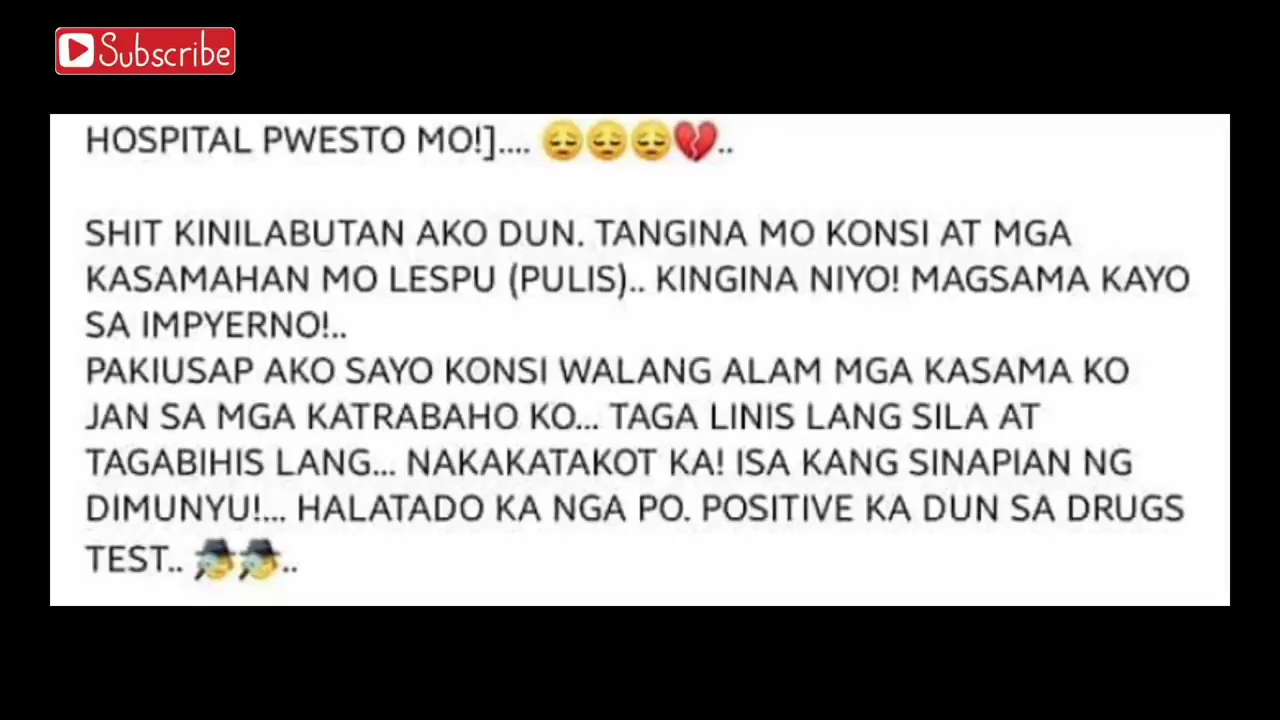 Subscribe
HOSPITAL PWESTO MO!].... 😔😔😔💔..
SHIT KINILABUTAN AKO DUN. TANGINA MO KONSI AT MGA
KASAMAHAN MO LESPU (PULIS).. KINGINA NIYO! MAGSAMA KAYO
SA IMPYERNO!..
PAKIUSAP AKO SAYO KONSI WALANG ALAM MGA KASAMA KO
JAN SA MGA KATRABAHO KO... TAGA LINIS LANG SILA AT
TAGABIHIS LANG... NAKAKATAKOT KA! ISA KANG SINAPIAN NG
DIMUNYU!... HALATADO KA NGA PO. POSITIVE KA DUN SA DRUGS
TEST.. 🕵️🕵️..